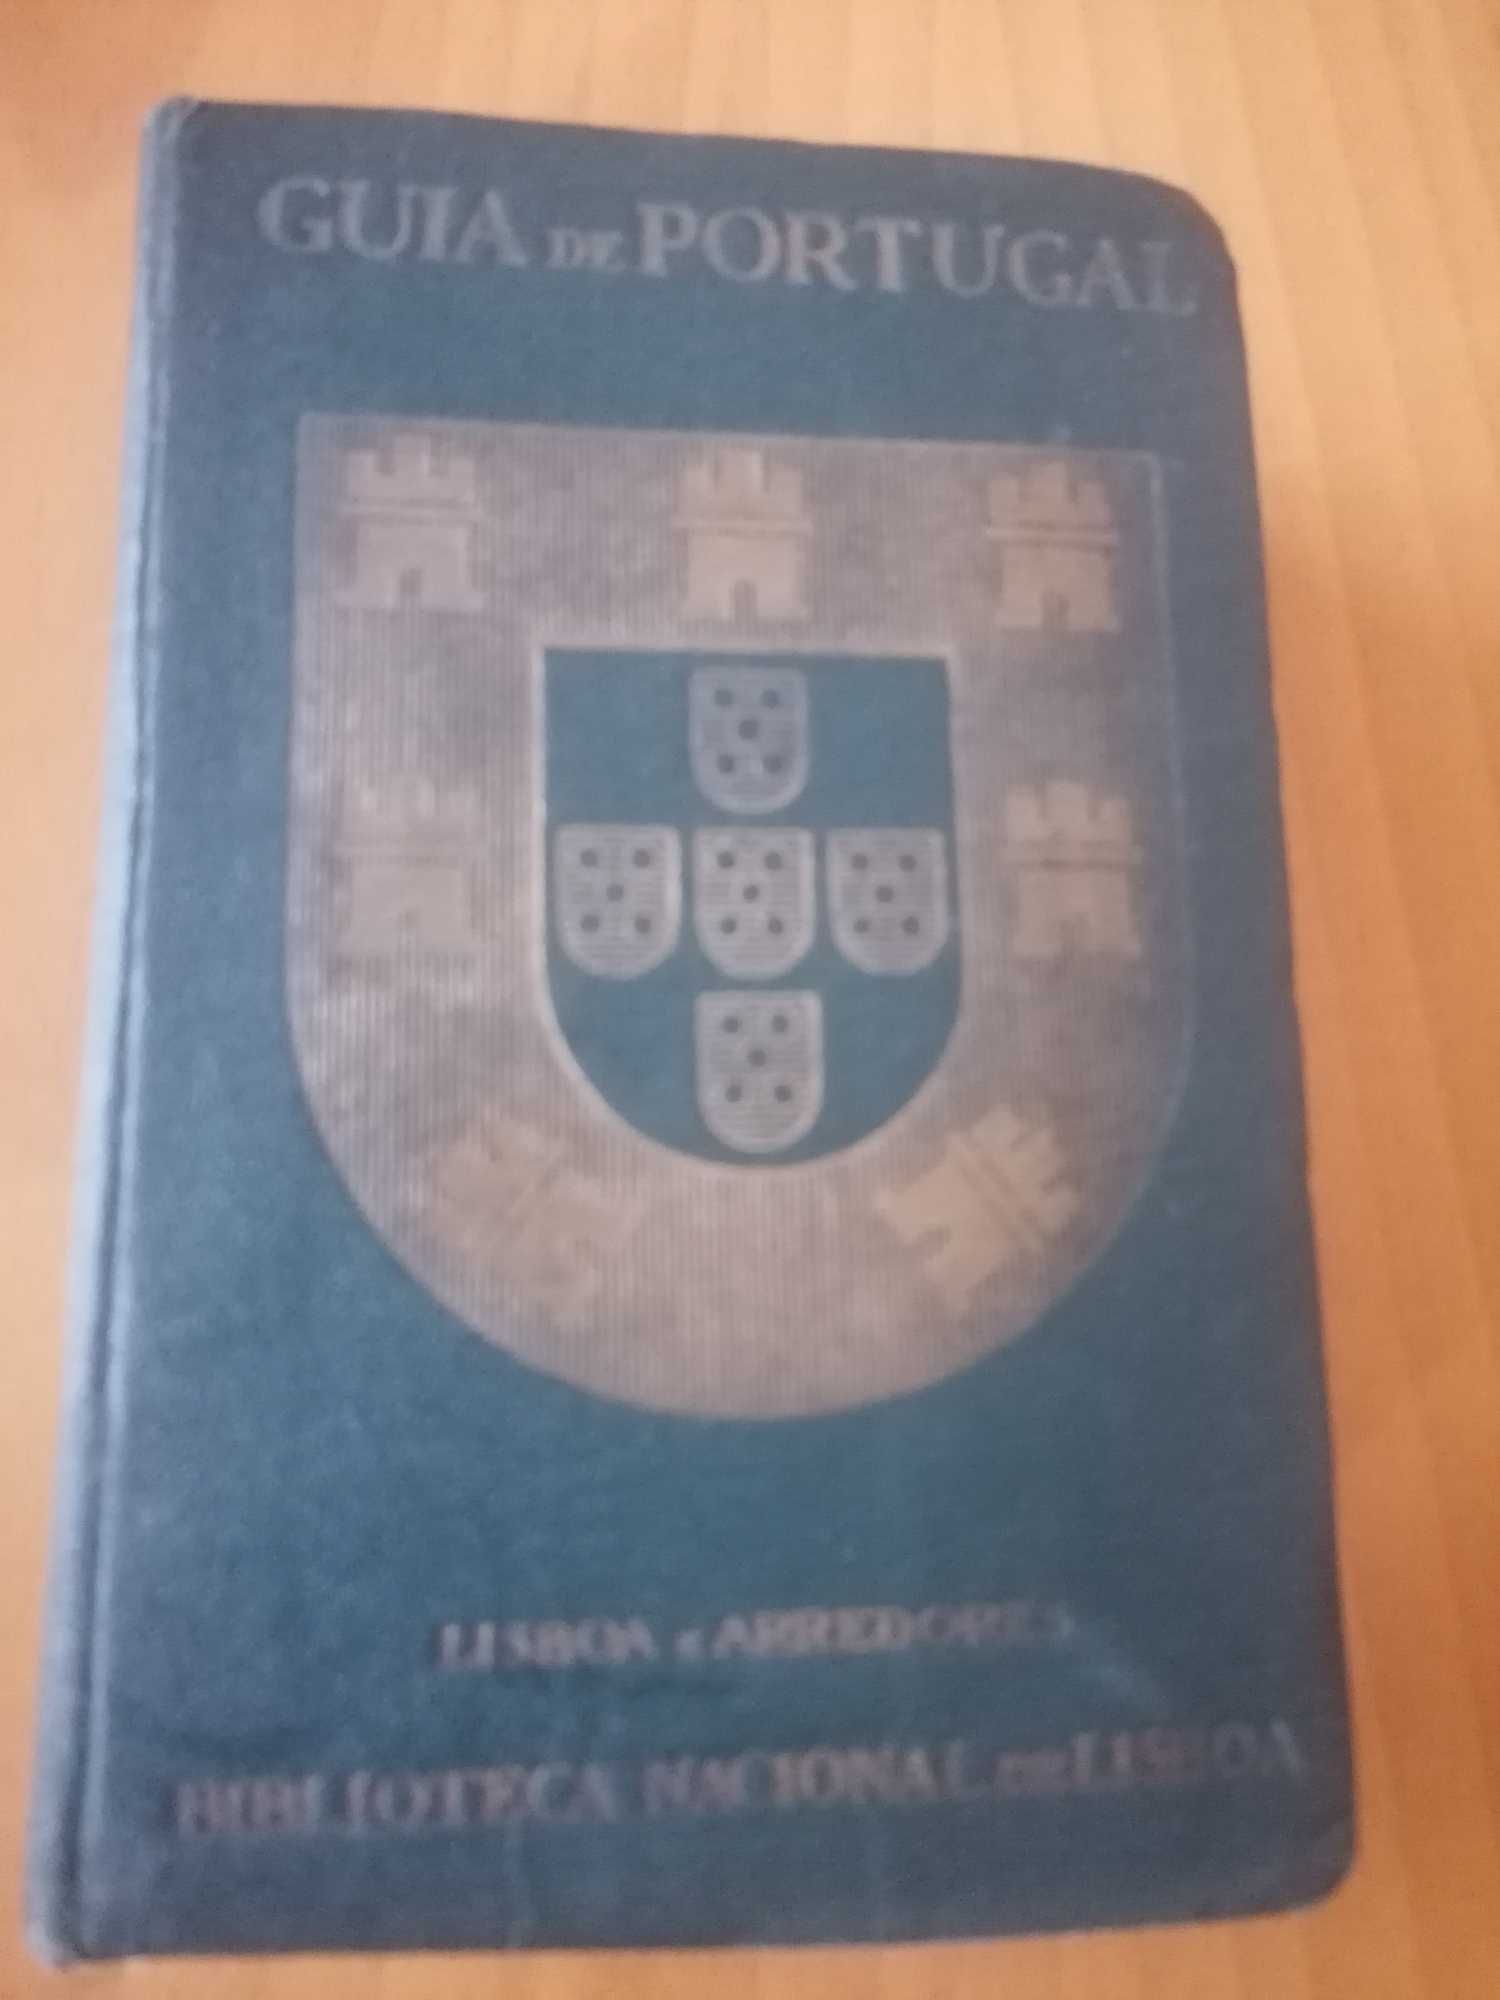 GUIA DE PORTUGAL
LISBOA E ARREDORES
BIBLIOTECA NACIONAL DE LISBOA